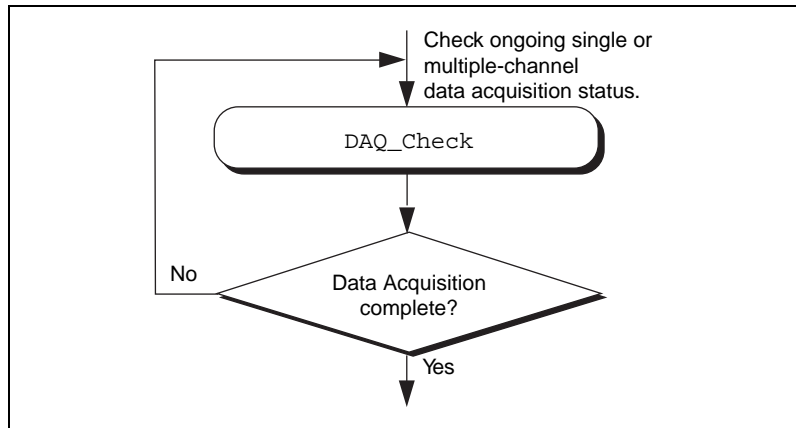 Check ongoing single or
multiple-channel
data acquisition status.
DAQ_Check
No
Data Acquisition
complete?
Yes